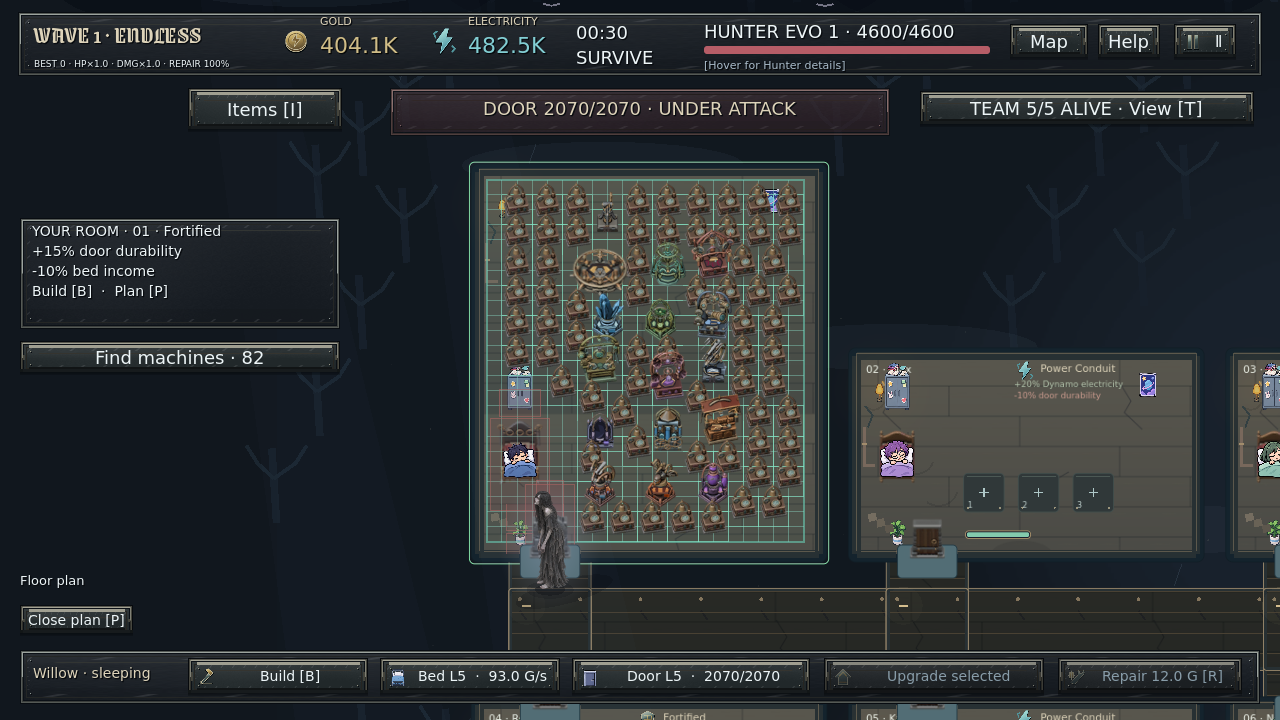 WAVE 1 · ENDLESS
BEST 0 · HP×1.0 · DMG×1.0 · REPAIR 100%
GOLD
404.1K
ELECTRICITY
482.5K
00:30
SURVIVE
HUNTER EVO 1 · 4600/4600
[Hover for Hunter details]
Map
Help
II
Items [I]
DOOR 2070/2070 · UNDER ATTACK
TEAM 5/5 ALIVE · View [T]
YOUR ROOM · 01 · Fortified
+15% door durability
-10% bed income
Build [B] · Plan [P]
Find machines · 82
02 ·
Power Conduit
+20% Dynamo electricity
-10% door durability
03 ·
+
1
+
2
+
3
Floor plan
Close plan [P]
Willow · sleeping
Build [B]
Bed L5 · 93.0 G/s
Door L5 · 2070/2070
Upgrade selected
Repair 12.0 G [R]
04 · R
Fortified
05 · K
Power Conduit
06 ·